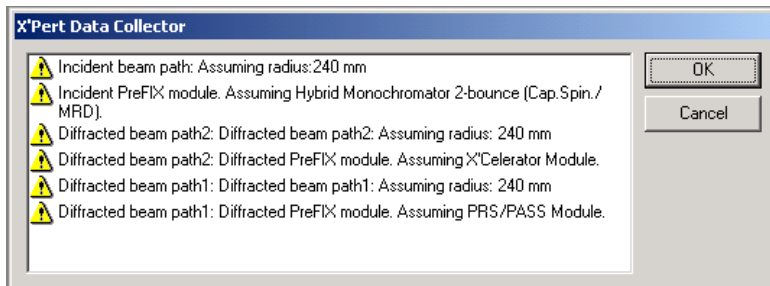 X'Pert Data Collector
Incident beam path: Assuming radius:240 mm
Incident PreFIX module. Assuming Hybrid Monochromator 2-bounce (Cap.Spin./
MRD).
Diffracted beam path2: Diffracted beam path2: Assuming radius: 240 mm
Diffracted beam path2: Diffracted PreFIX module. Assuming X'Celerator Module.
Diffracted beam path1: Diffracted beam path1: Assuming radius: 240 mm
Diffracted beam path1: Diffracted PreFIX module. Assuming PRS/PASS Module.
OK
Cancel